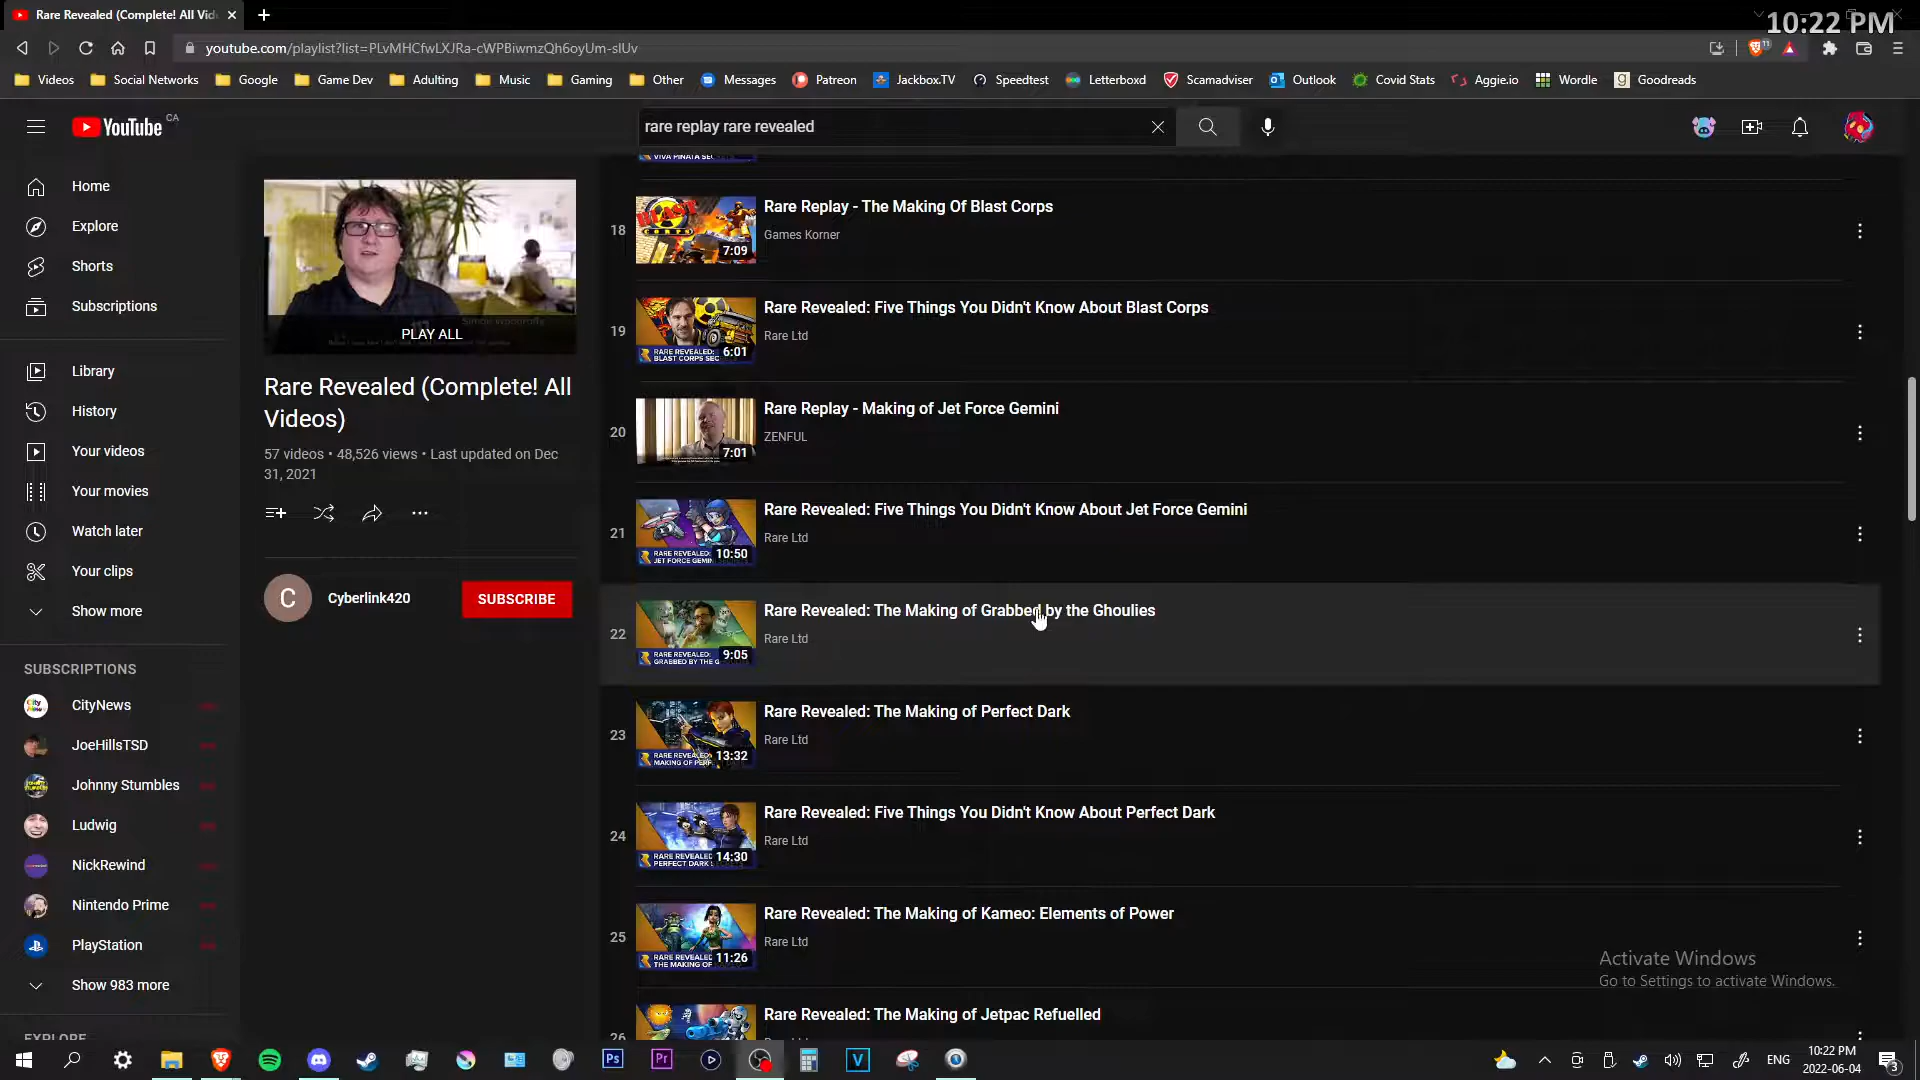 Rare Revealed (Complete! All Vid
10:22 PM
youtube.com/playlist?list=PLvMHCfwLXJRa-cWPBiwmzQh6oyUm-sIUv
Videos Social Networks Google Game Dev Adulting Music Gaming Other Messages Patreon Jackbox.TV Speedtest Letterboxd Scamadviser Outlook Covid Stats Aggie.io Wordle Goodreads
YouTube CA
rare replay rare revealed
Home
Explore
Shorts
Subscriptions
Library
History
Your videos
Your movies
Watch later
Your clips
Show more
SUBSCRIPTIONS
CityNews
JoeHillsTSD
Johnny Stumbles
Ludwig
NickRewind
Nintendo Prime
PlayStation
Show 983 more
EXPLORE
PLAY ALL
Rare Revealed (Complete! All
Videos)
57 videos • 48,526 views • Last updated on Dec
31, 2021
C
Cyberlink420
SUBSCRIBE
18
7:09
Rare Replay - The Making Of Blast Corps
Games Korner
19
6:01
Rare Revealed: Five Things You Didn't Know About Blast Corps
Rare Ltd
20
7:01
Rare Replay - Making of Jet Force Gemini
ZENFUL
21
10:50
Rare Revealed: Five Things You Didn't Know About Jet Force Gemini
Rare Ltd
22
9:05
Rare Revealed: The Making of Grabbed by the Ghoulies
Rare Ltd
23
13:32
Rare Revealed: The Making of Perfect Dark
Rare Ltd
24
14:30
Rare Revealed: Five Things You Didn't Know About Perfect Dark
Rare Ltd
25
11:26
Rare Revealed: The Making of Kameo: Elements of Power
Rare Ltd
26
Rare Revealed: The Making of Jetpac Refuelled
Activate Windows
Go to Settings to activate Windows.
Ps
Pr
V
ENG
10:22 PM
2022-06-04
3